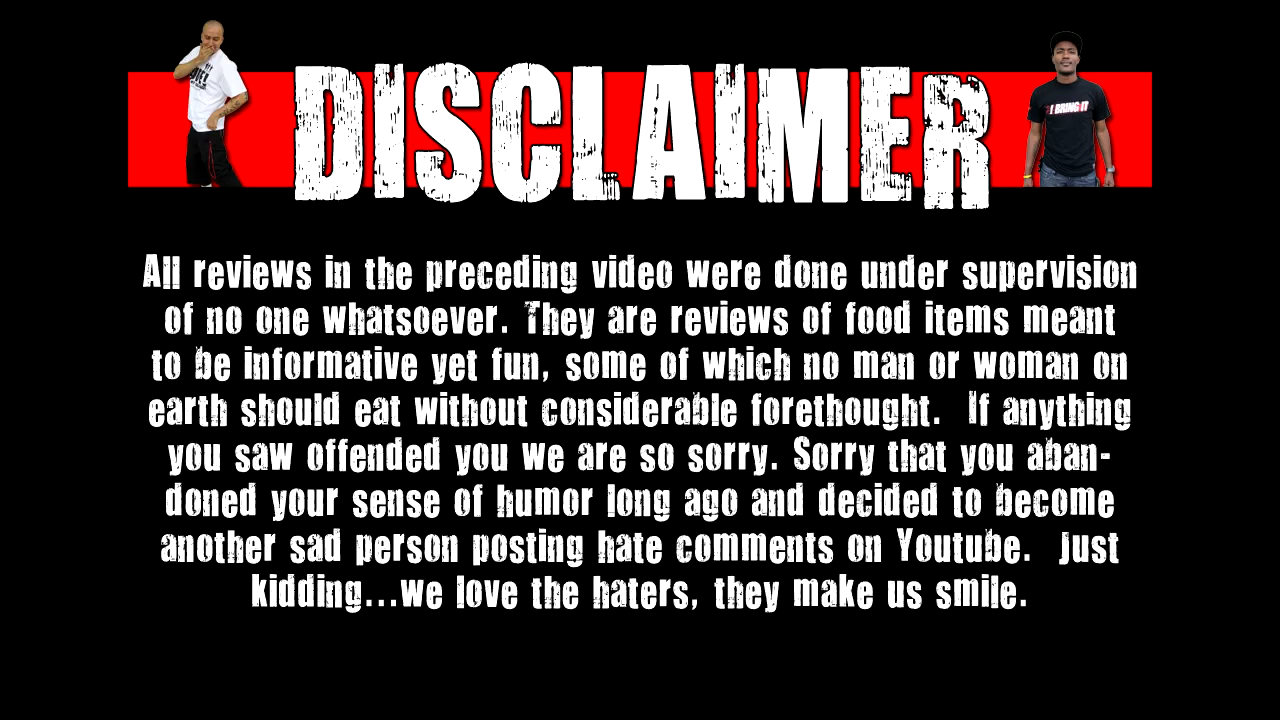 DISCLAIMER
I BRING IT
All reviews in the preceding video were done under supervision
of no one whatsoever. They are reviews of food items meant
to be informative yet fun, some of which no man or woman on
earth should eat without considerable forethought. If anything
you saw offended you we are so sorry. Sorry that you aban-
doned your sense of humor long ago and decided to become
another sad person posting hate comments on Youtube. Just
kidding...we love the haters, they make us smile.